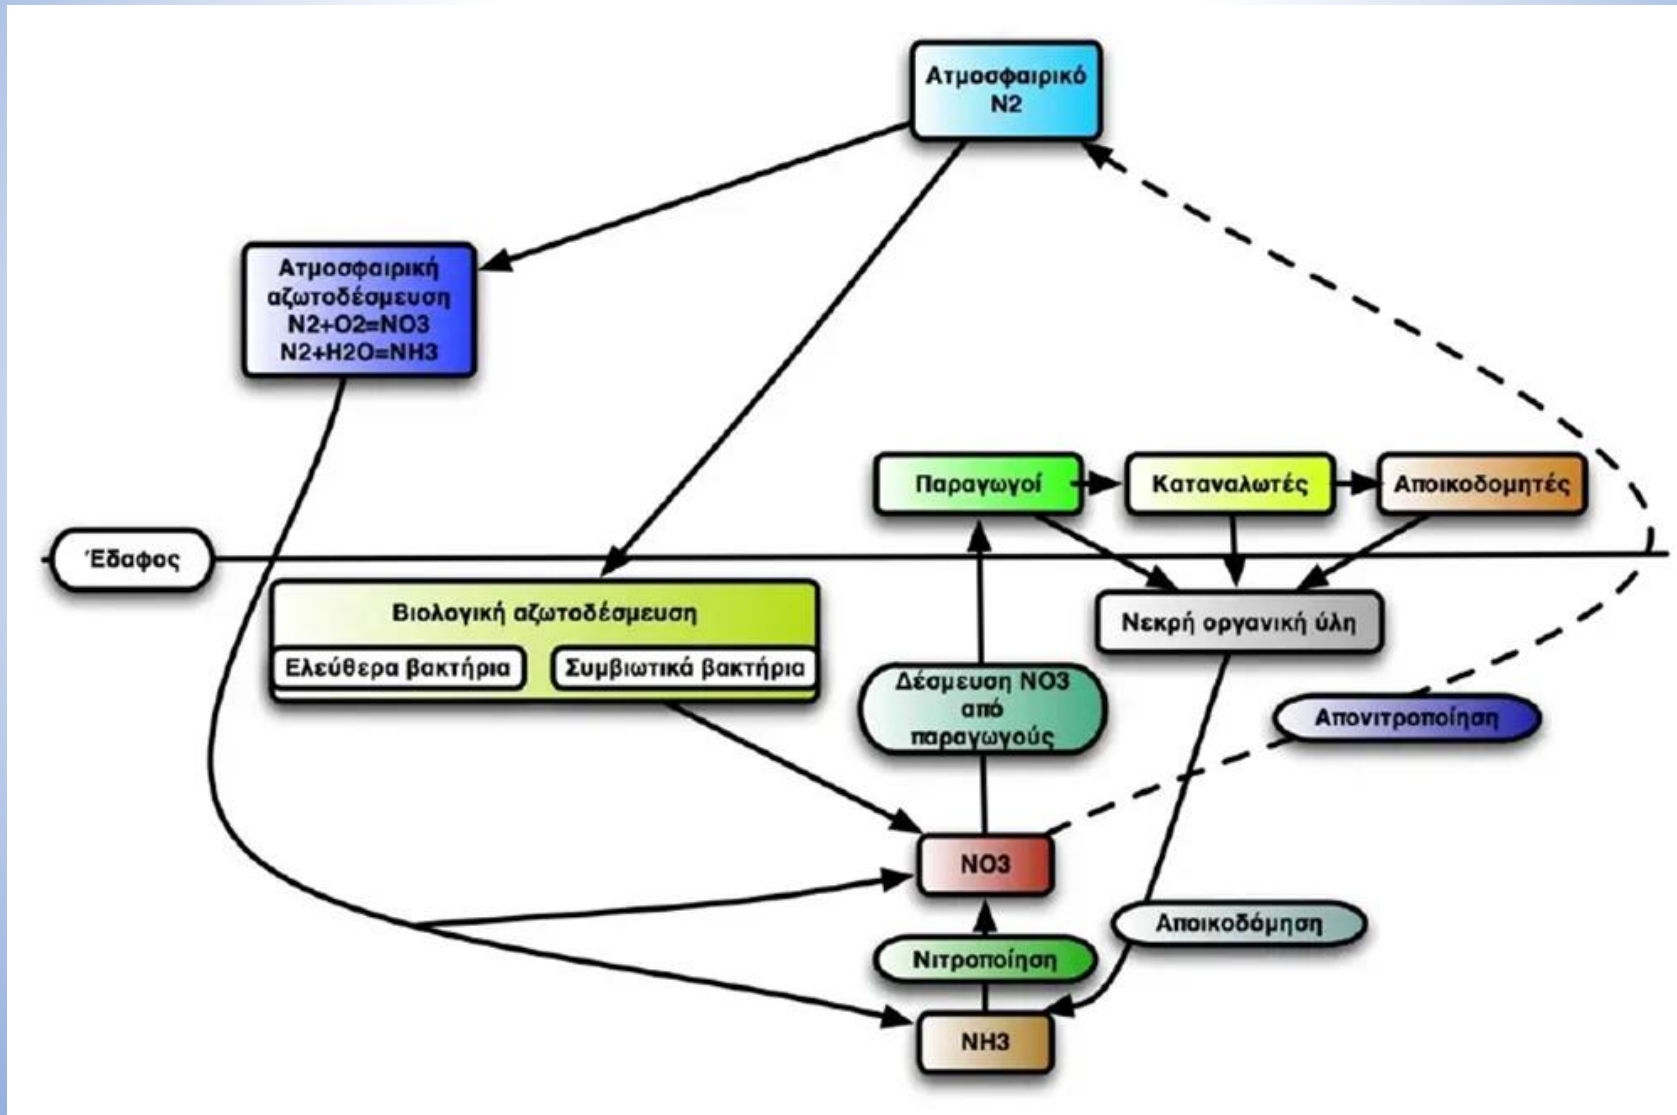 Ατμοσφαιρικό
N2
Ατμοσφαιρική
αζωτοδέσμευση
N2+O2=NO3
N2+H2O=NH3
Παραγωγοί
Καταναλωτές
Αποικοδομητές
Έδαφος
Βιολογική αζωτοδέσμευση
Ελεύθερα βακτήρια
Συμβιωτικά βακτήρια
Νεκρή οργανική ύλη
Δέσμευση NO3
από
παραγωγούς
Απονιτροποίηση
NO3
Αποικοδόμηση
Νιτροποίηση
NH3